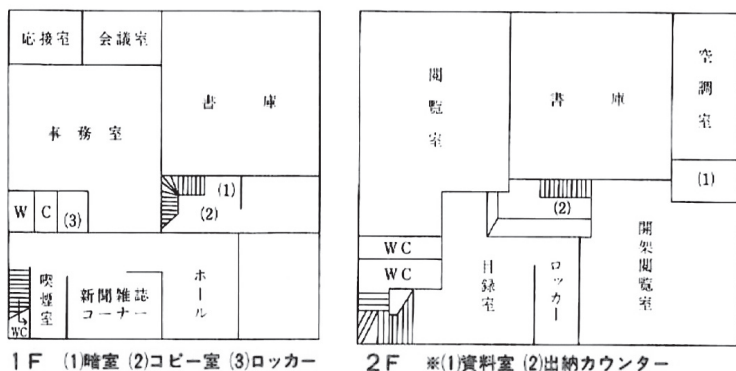 応接室
会議室
書庫
事務室
(1)
(2)
W
C
(3)
喫煙室
新聞雑誌
コーナー
ホール
WC
1F (1)暗室 (2)コピー室 (3)ロッカー
閲覧室
書庫
空調室
(1)
(2)
WC
WC
目録室
ロッカー
開架閲覧室
2F ※(1)資料室 (2)出納カウンター